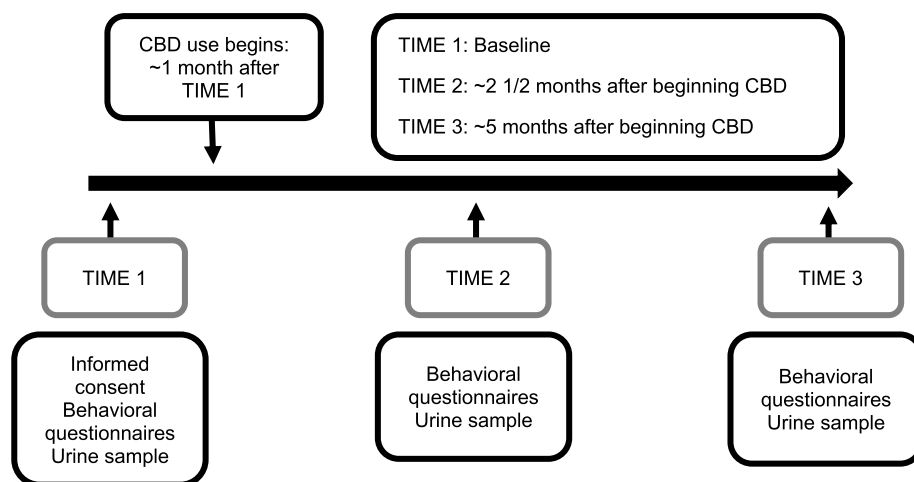 CBD use begins:
~1 month after
TIME 1
TIME 1: Baseline
TIME 2: ~2 1/2 months after beginning CBD
TIME 3: ~5 months after beginning CBD
TIME 1
TIME 2
TIME 3
Informed
consent
Behavioral
questionnaires
Urine sample
Behavioral
questionnaires
Urine sample
Behavioral
questionnaires
Urine sample